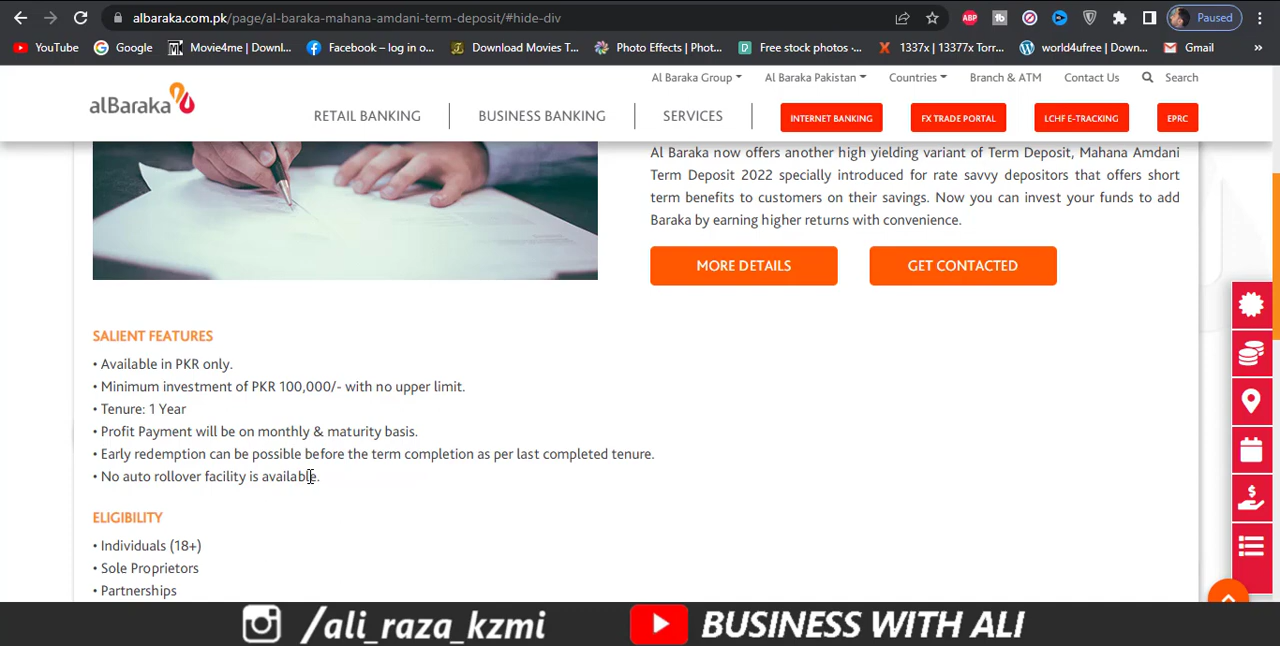 albaraka.com.pk/page/al-baraka-mahana-amdani-term-deposit/#hide-div
ABP
Paused
YouTube
Google
Movie4me | Downl...
Facebook – log in o...
Download Movies T...
Photo Effects | Phot...
Free stock photos ·...
1337x | 13377x Torr...
world4ufree | Down...
Gmail
»
Al Baraka Group
Al Baraka Pakistan
Countries
Branch & ATM
Contact Us
Search
alBaraka
RETAIL BANKING
BUSINESS BANKING
SERVICES
INTERNET BANKING
FX TRADE PORTAL
LCHF E-TRACKING
EPRC
Al Baraka now offers another high yielding variant of Term Deposit, Mahana Amdani
Term Deposit 2022 specially introduced for rate savvy depositors that offers short
term benefits to customers on their savings. Now you can invest your funds to add
Baraka by earning higher returns with convenience.
MORE DETAILS
GET CONTACTED
SALIENT FEATURES
• Available in PKR only.
• Minimum investment of PKR 100,000/- with no upper limit.
• Tenure: 1 Year
• Profit Payment will be on monthly & maturity basis.
• Early redemption can be possible before the term completion as per last completed tenure.
• No auto rollover facility is available.
ELIGIBILITY
• Individuals (18+)
• Sole Proprietors
• Partnerships
/ali_raza_kzmi
BUSINESS WITH ALI